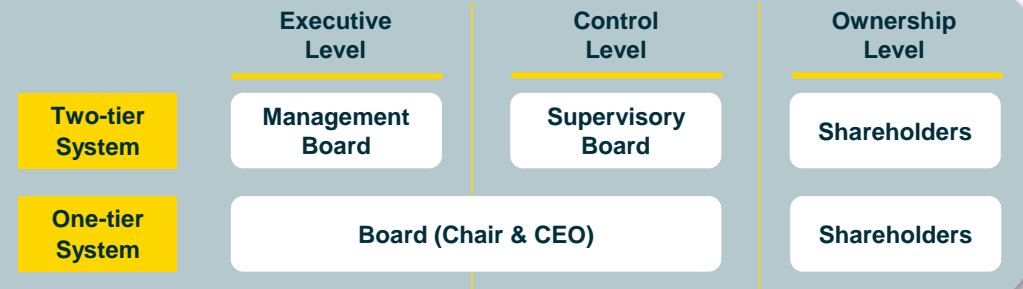 Executive
Level
Control
Level
Ownership
Level
Two-tier
System
Management
Board
Supervisory
Board
Shareholders
One-tier
System
Board (Chair & CEO)
Shareholders